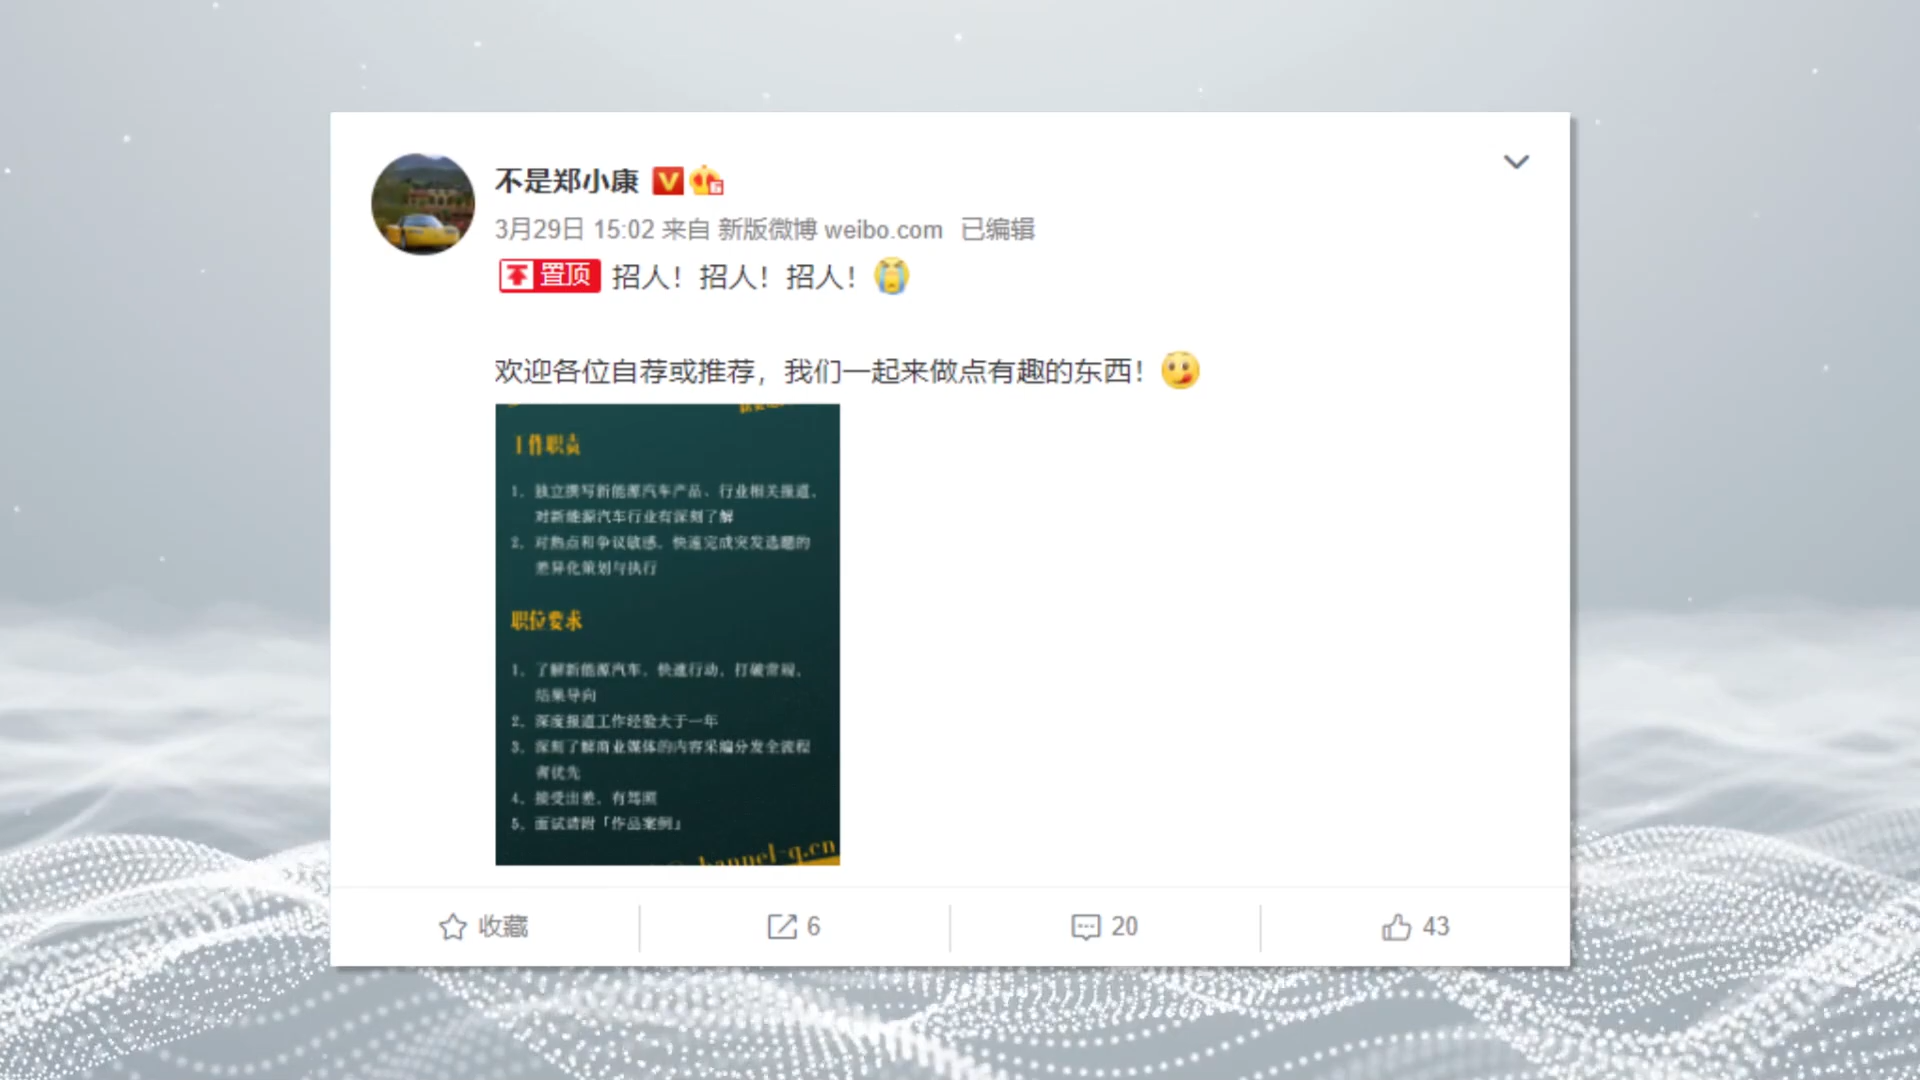 不是郑小康
3月29日 15:02 来自 新版微博 weibo.com 已编辑
置顶 招人！招人！招人！
欢迎各位自荐或推荐，我们一起来做点有趣的东西！
工作职责
1、独立撰写新能源汽车产品、行业相关报道，
对新能源汽车行业有深刻了解
2、对热点和争议敏感，快速完成突发选题的
差异化策划与执行
职位要求
1、了解新能源汽车，快速行动，打破常规，
结果导向
2、深度报道工作经验大于一年
3、深刻了解商业媒体的内容采编分发全流程
者优先
4、接受出差，有驾照
5、面试请附「作品案例」
收藏
6
20
43